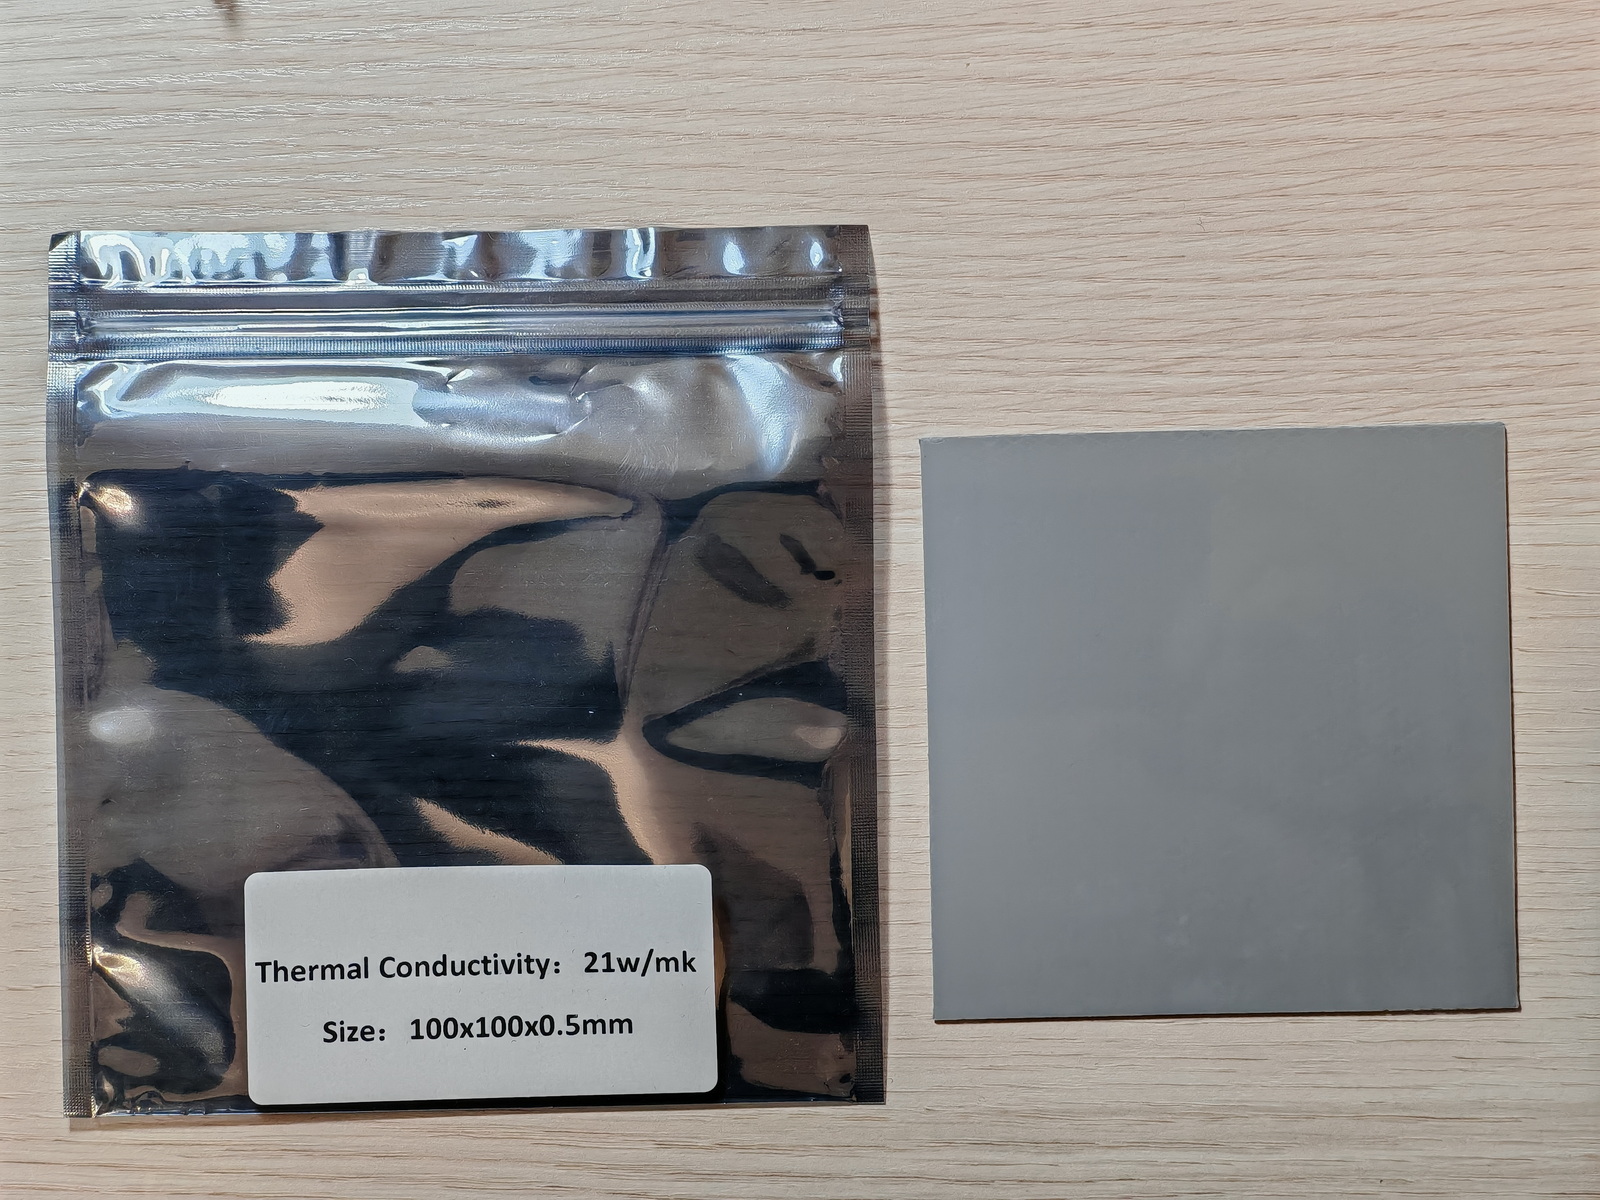 Thermal Conductivity：21w/mk
Size：100x100x0.5mm